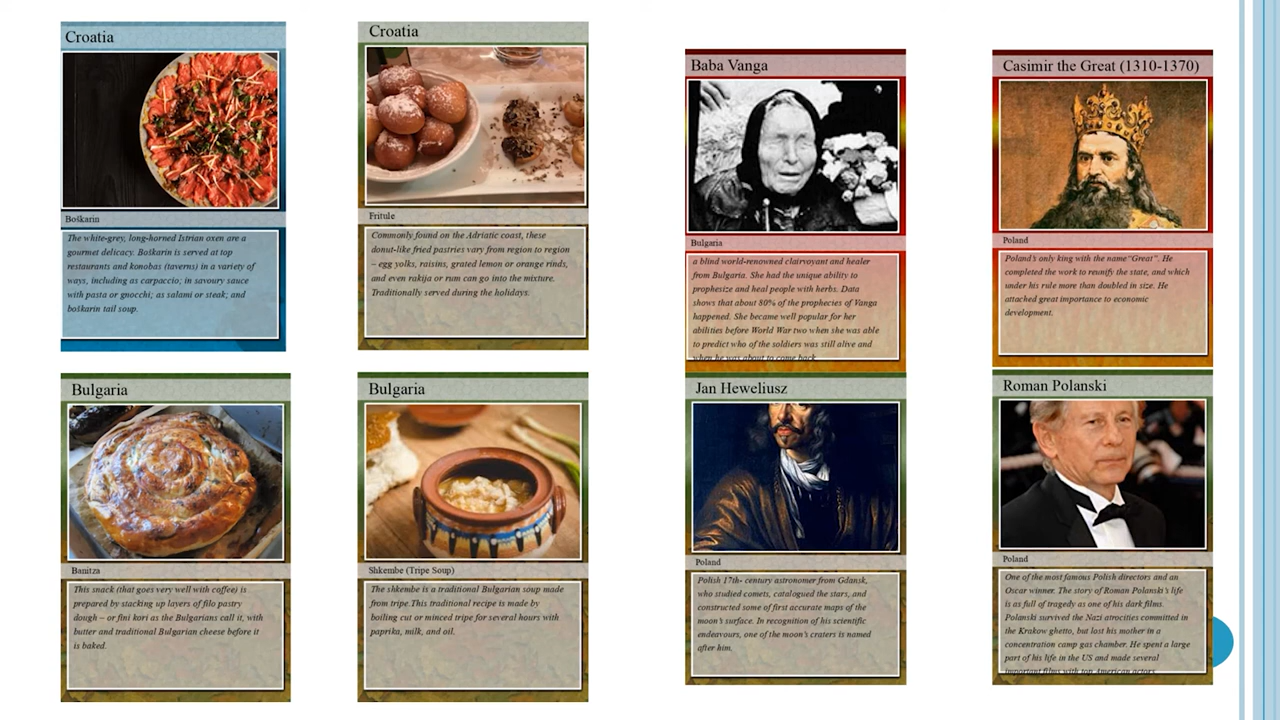 Croatia
Boškarin
The white-grey, long-horned Istrian oxen are a
gourmet delicacy. Boškarin is served at top
restaurants and konobas (taverns) in a variety of
ways, including as carpaccio; in savoury sauce
with pasta or gnocchi; as salami or steak; and
boškarin tail soup.
Croatia
Fritule
Commonly found on the Adriatic coast, these
donut-like fried pastries vary from region to region
– egg yolks, raisins, grated lemon or orange rinds,
and even rakija or rum can go into the mixture.
Traditionally served during the holidays.
Baba Vanga
Bulgaria
a blind world-renowned clairvoyant and healer
from Bulgaria. She had the unique ability to
prophesize and heal people with herbs. Data
shows that about 80% of the prophecies of Vanga
happened. She became well popular for her
abilities before World War two when she was able
to predict who of the soldiers was still alive and
when he was about to come back.
Casimir the Great (1310-1370)
Poland
Poland's only king with the name"Great". He
completed the work to reunify the state, and which
under his rule more than doubled in size. He
attached great importance to economic
development.
Bulgaria
Banitza
This snack (that goes very well with coffee) is
prepared by stacking up layers of filo pastry
dough – or fini kori as the Bulgarians call it, with
butter and traditional Bulgarian cheese before it
is baked.
Bulgaria
Shkembe (Tripe Soup)
The shkembe is a traditional Bulgarian soup made
from tripe.This traditional recipe is made by
boiling cut or minced tripe for several hours with
paprika, milk, and oil.
Jan Heweliusz
Poland
Polish 17th- century astronomer from Gdansk,
who studied comets, catalogued the stars, and
constructed some of first accurate maps of the
moon's surface. In recognition of his scientific
endeavours, one of the moon's craters is named
after him.
Roman Polanski
Poland
One of the most famous Polish directors and an
Oscar winner. The story of Roman Polanski's life
is as full of tragedy as one of his dark films.
Polanski survived the Nazi atrocities committed in
the Krakow ghetto, but lost his mother in a
concentration camp gas chamber. He spent a large
part of his life in the US and made several
important films with top American actors.